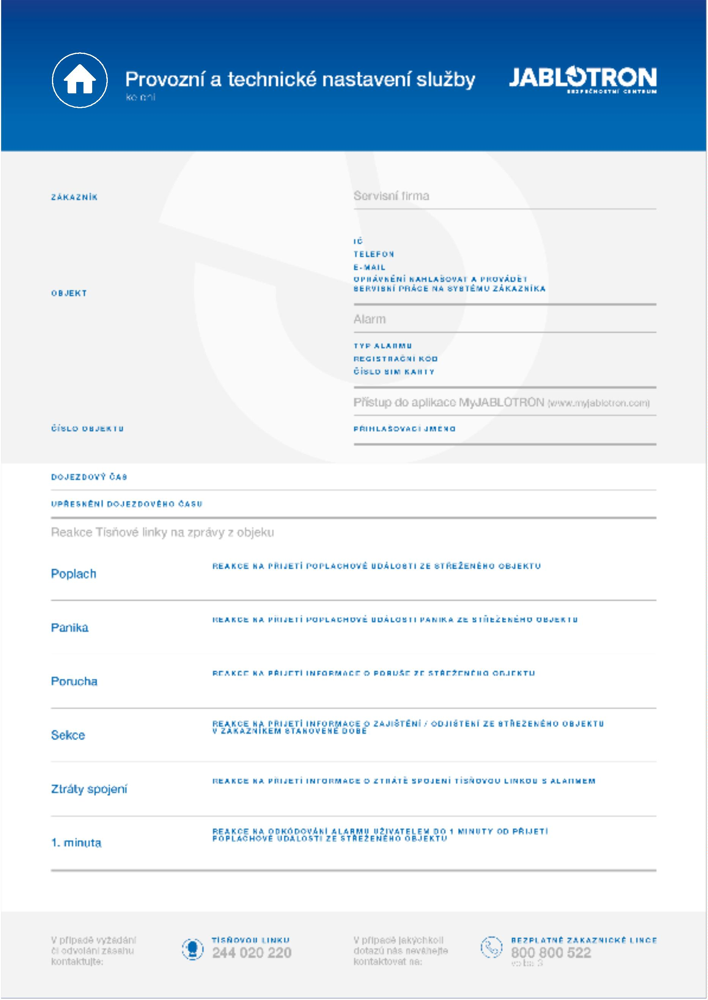 Provozní a technické nastavení služby
ke dni
JABLOTRON
BEZPEČNOSTNÍ CENTRUM
ZÁKAZNÍK
OBJEKT
ČÍSLO OBJEKTU
Servisní firma
IČ
TELEFON
E-MAIL
OPRÁVNĚNÍ NAHLAŠOVAT A PROVÁDĚT
SERVISNÍ PRÁCE NA SYSTÉMU ZÁKAZNÍKA
Alarm
TYP ALARMU
REGISTRAČNÍ KÓD
ČÍSLO SIM KARTY
Přístup do aplikace MyJABLOTRON (www.myjablotron.com)
PŘIHLAŠOVACÍ JMÉNO
DOJEZDOVÝ ČAS
UPŘESNĚNÍ DOJEZDOVÉHO ČASU
Reakce Tísňové linky na zprávy z objeku
Poplach
REAKCE NA PŘIJETÍ POPLACHOVÉ UDÁLOSTI ZE STŘEŽENÉHO OBJEKTU
Panika
REAKCE NA PŘIJETÍ POPLACHOVÉ UDÁLOSTI PANIKA ZE STŘEŽENÉHO OBJEKTU
Porucha
REAKCE NA PŘIJETÍ INFORMACE O PORUŠE ZE STŘEŽENÉHO OBJEKTU
Sekce
REAKCE NA PŘIJETÍ INFORMACE O ZAJIŠTĚNÍ / ODJIŠTĚNÍ ZE STŘEŽENÉHO OBJEKTU
V ZÁKAZNÍKEM STANOVENÉ DOBĚ
Ztráty spojení
REAKCE NA PŘIJETÍ INFORMACE O ZTRÁTĚ SPOJENÍ TÍSŇOVOU LINKOU S ALARMEM
1. minuta
REAKCE NA ODKÓDOVÁNÍ ALARMU UŽIVATELEM DO 1 MINUTY OD PŘIJETÍ
POPLACHOVÉ UDÁLOSTI ZE STŘEŽENÉHO OBJEKTU
V případě vyžádání
či odvolání zásahu
kontaktujte:
TÍSŇOVOU LINKU
244 020 220
V případě jakýchkoli
dotazů nás neváhejte
kontaktovat na:
BEZPLATNÉ ZÁKAZNICKÉ LINCE
800 800 522
volba 3